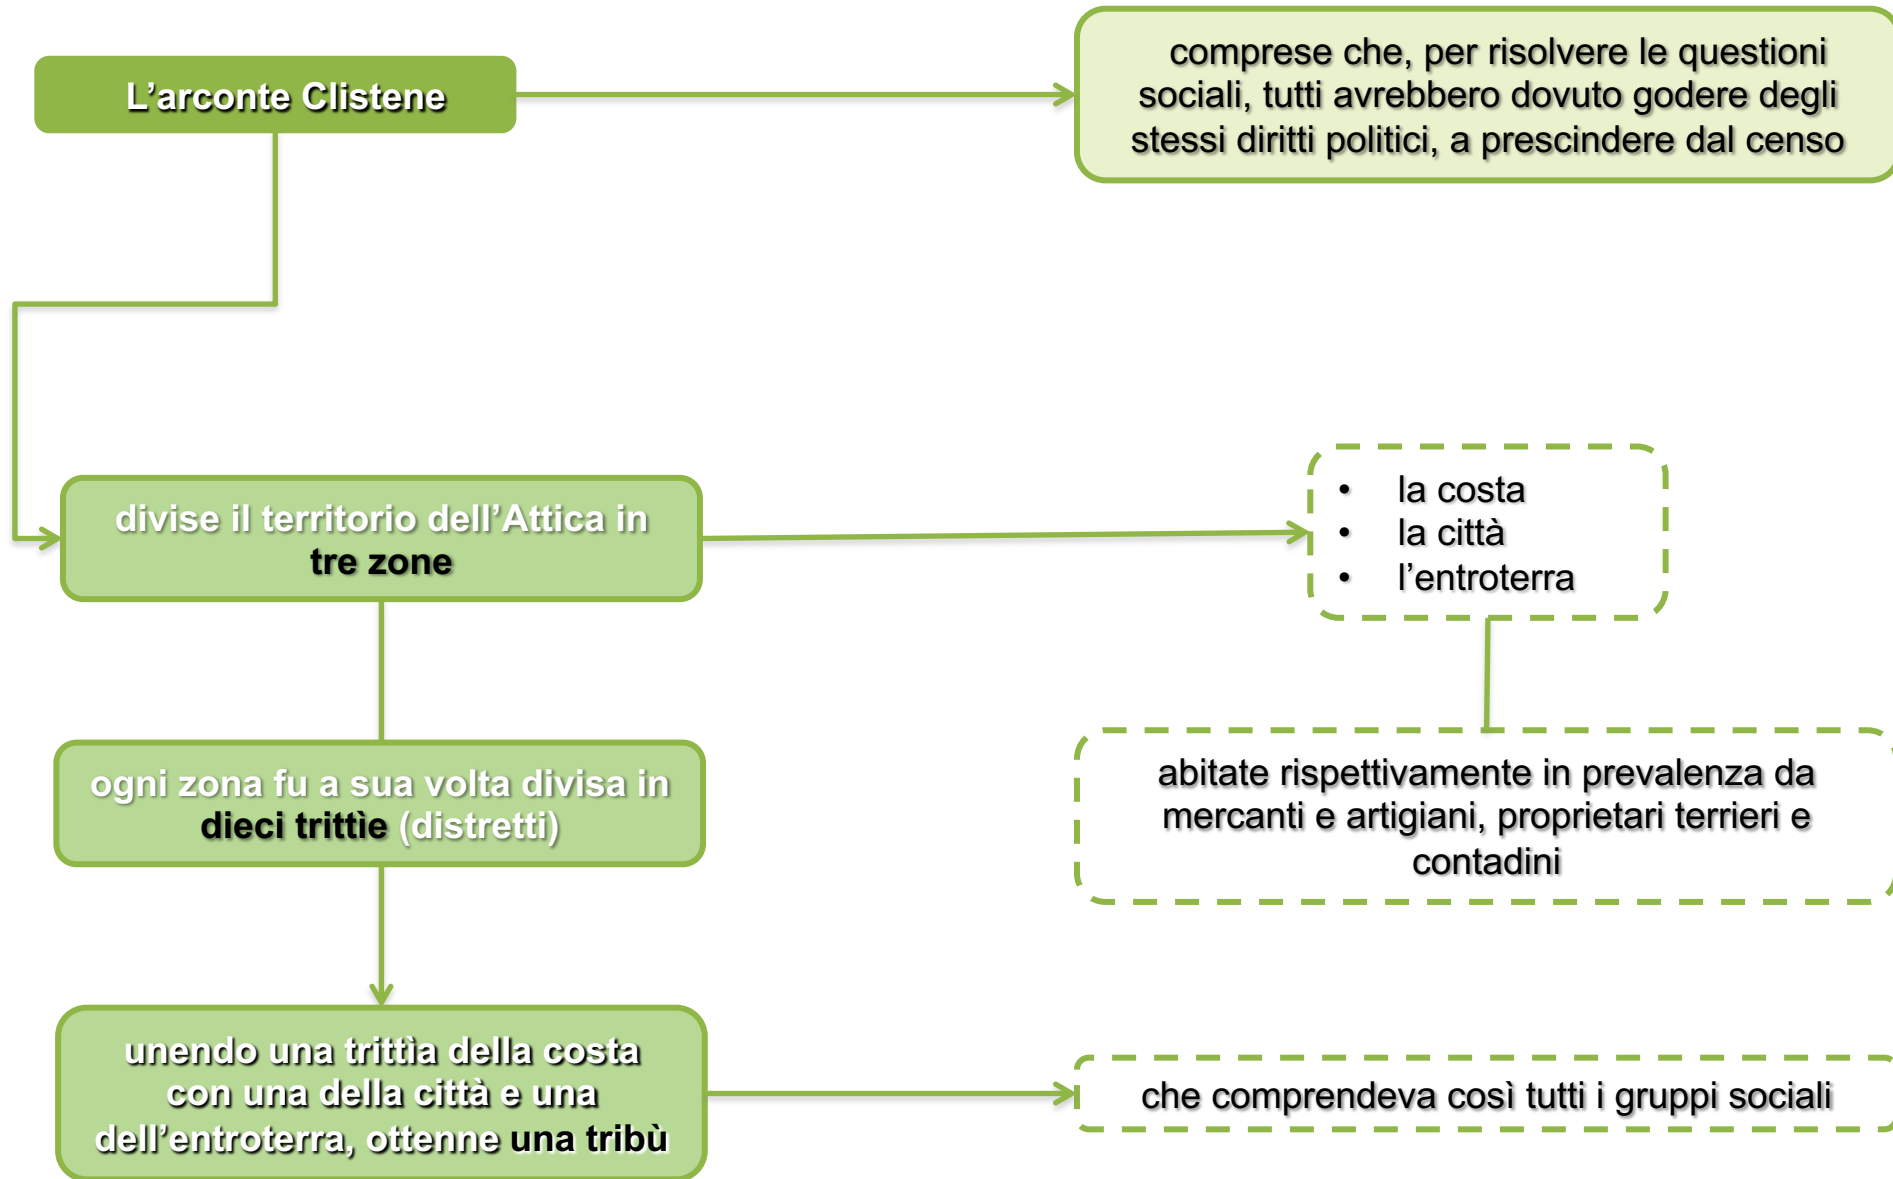 L’arconte Clistene
comprese che, per risolvere le questioni
sociali, tutti avrebbero dovuto godere degli
stessi diritti politici, a prescindere dal censo
divise il territorio dell’Attica in
tre zone
• la costa
• la città
• l’entroterra
ogni zona fu a sua volta divisa in
dieci trittìe (distretti)
abitate rispettivamente in prevalenza da
mercanti e artigiani, proprietari terrieri e
contadini
unendo una trittìa della costa
con una della città e una
dell’entroterra, ottenne una tribù
che comprendeva così tutti i gruppi sociali